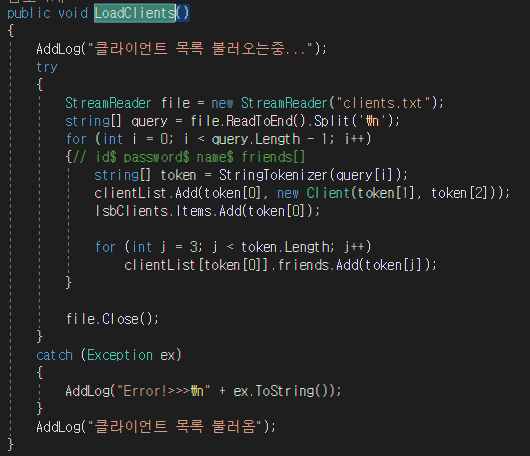 public void LoadClients()
{
AddLog("클라이언트 목록 불러오는중...");
try
{
StreamReader file = new StreamReader("clients.txt");
string[] query = file.ReadToEnd().Split('₩n');
for (int i = 0; i < query.Length - 1; i++)
{// id$ password$ name$ friends[]
string[] token = StringTokenizer(query[i]);
clientList.Add(token[0], new Client(token[1], token[2]));
lsbClients.Items.Add(token[0]);
for (int j = 3; j < token.Length; j++)
clientList[token[0]].friends.Add(token[j]);
}
file.Close();
}
catch (Exception ex)
{
AddLog("Error!>>>₩n" + ex.ToString());
}
AddLog("클라이언트 목록 불러옴");
}